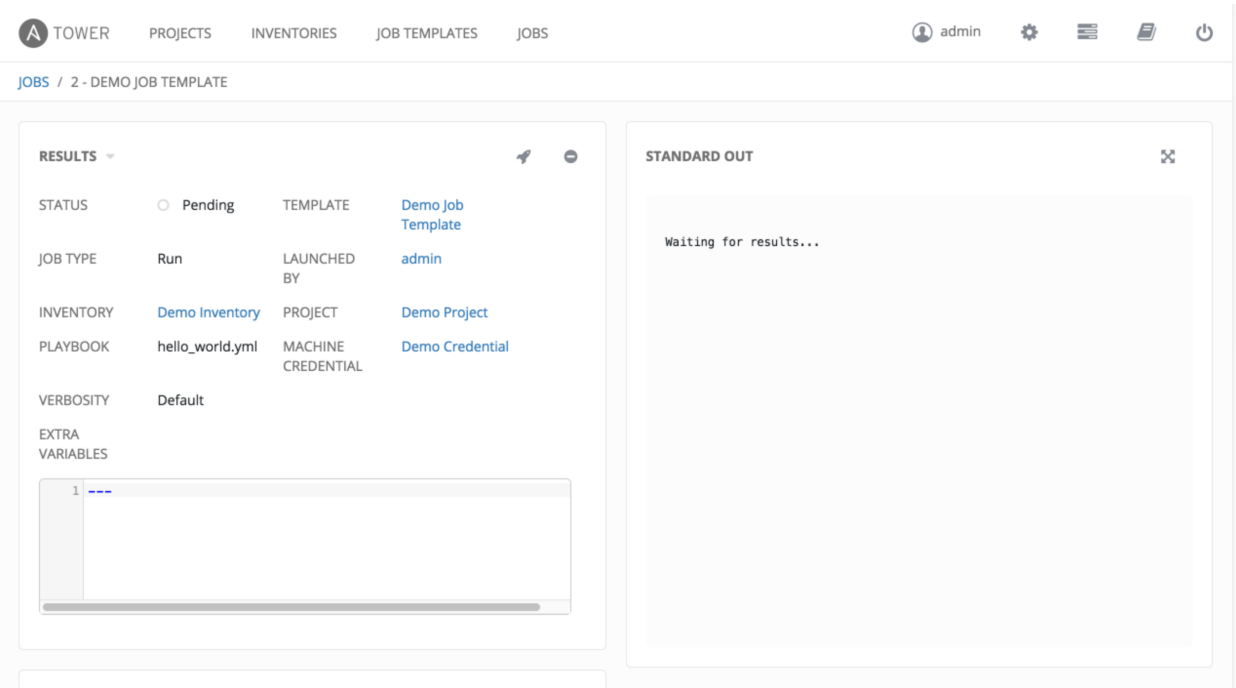 A TOWER PROJECTS INVENTORIES JOB TEMPLATES JOBS admin
JOBS / 2 - DEMO JOB TEMPLATE
RESULTS
STATUS Pending TEMPLATE Demo Job
Template
JOB TYPE Run LAUNCHED admin
BY
INVENTORY Demo Inventory PROJECT Demo Project
PLAYBOOK hello_world.yml MACHINE Demo Credential
CREDENTIAL
VERBOSITY Default
EXTRA
VARIABLES
1 ---
STANDARD OUT
Waiting for results...